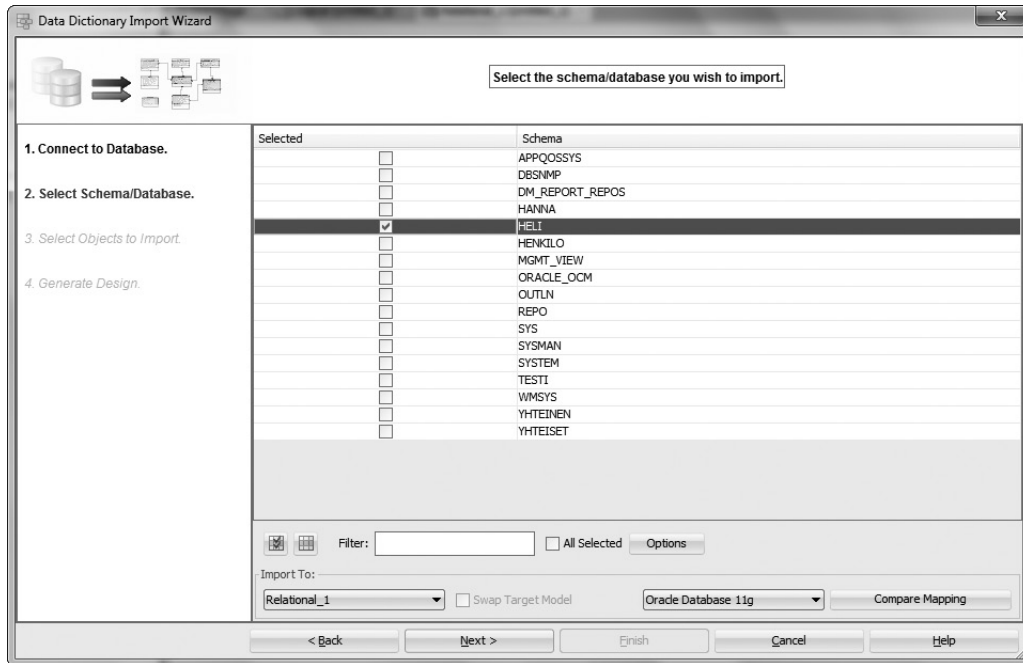 Data Dictionary Import Wizard
X
Select the schema/database you wish to import.
1. Connect to Database.
2. Select Schema/Database.
3. Select Objects to Import.
4. Generate Design.
Selected Schema
APPQOSSYS
DBSNMP
DM_REPORT_REPOS
HANNA
HELI
HENKILO
MGMT_VIEW
ORACLE_OCM
OUTLN
REPO
SYS
SYSMAN
SYSTEM
TESTI
WMSYS
YHTEINEN
YHTEISET
Filter: All Selected Options
Import To:
Relational_1 Swap Target Model Oracle Database 11g Compare Mapping
< Back Next > Finish Cancel Help